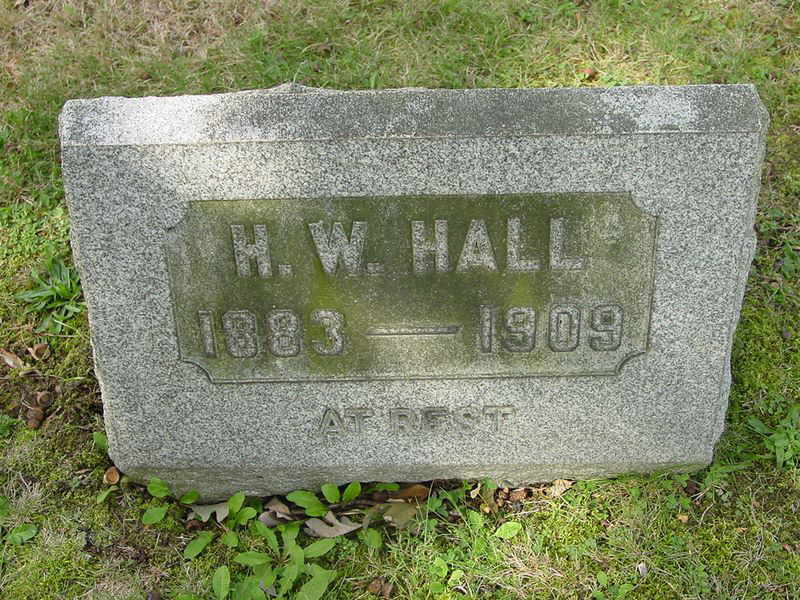 H. W. HALL
1883 — 1909
AT REST